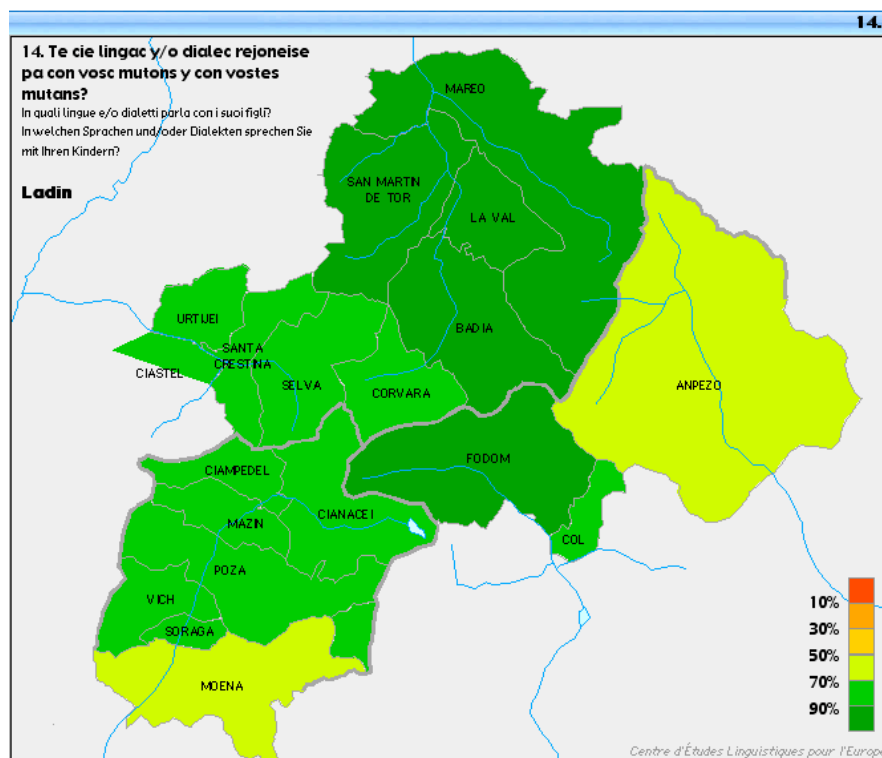 14.
14. Te cie lingac y/o dialec rejoneise
pa con vosc mutons y con vostes
mutans?
In quali lingue e/o dialetti parla con i suoi figli?
In welchen Sprachen und/oder Dialekten sprechen Sie
mit Ihren Kindern?
Ladin
MAREO
SAN MARTIN
DE TOR
LA VAL
URTIJEI
BADIA
SANTA
CRESTINA
CIASTEL
SELVA
CORVARA
ANPEZO
FODOM
CIAMPEDEL
CIANACEI
MAZIN
COL
POZA
VICH
SORAGA
MOENA
10%
30%
50%
70%
90%
Centre d'Études Linguistiques pour l'Europe